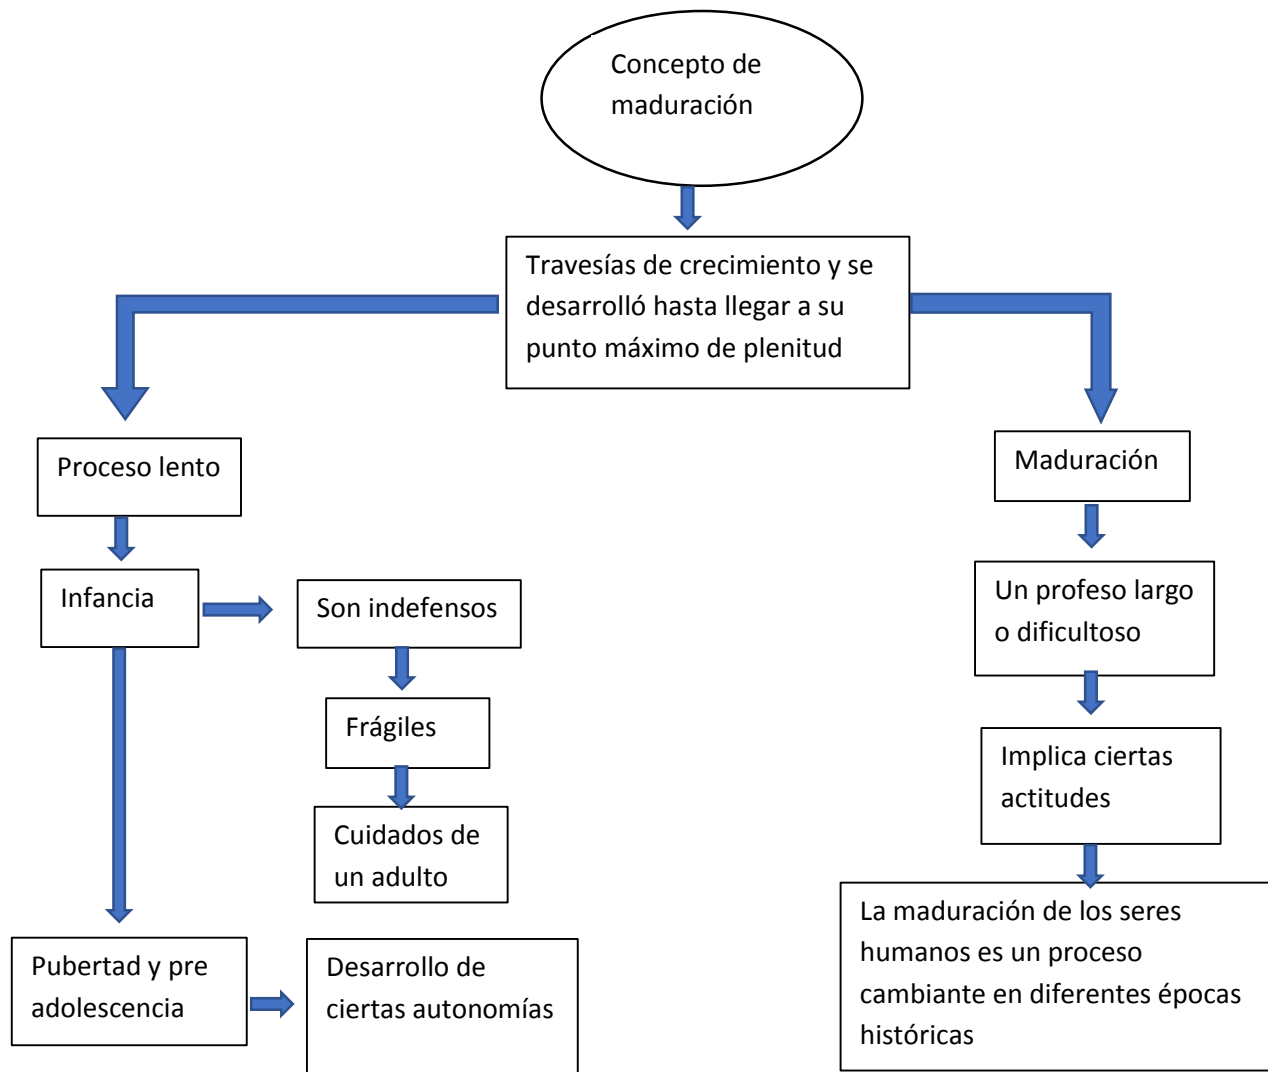 Concepto de
maduración
Travesías de crecimiento y se
desarrolló hasta llegar a su
punto máximo de plenitud
Proceso lento
Infancia
Son indefensos
Frágiles
Cuidados de
un adulto
Pubertad y pre
adolescencia
Desarrollo de
ciertas autonomías
Maduración
Un profeso largo
o dificultoso
Implica ciertas
actitudes
La maduración de los seres
humanos es un proceso
cambiante en diferentes épocas
históricas